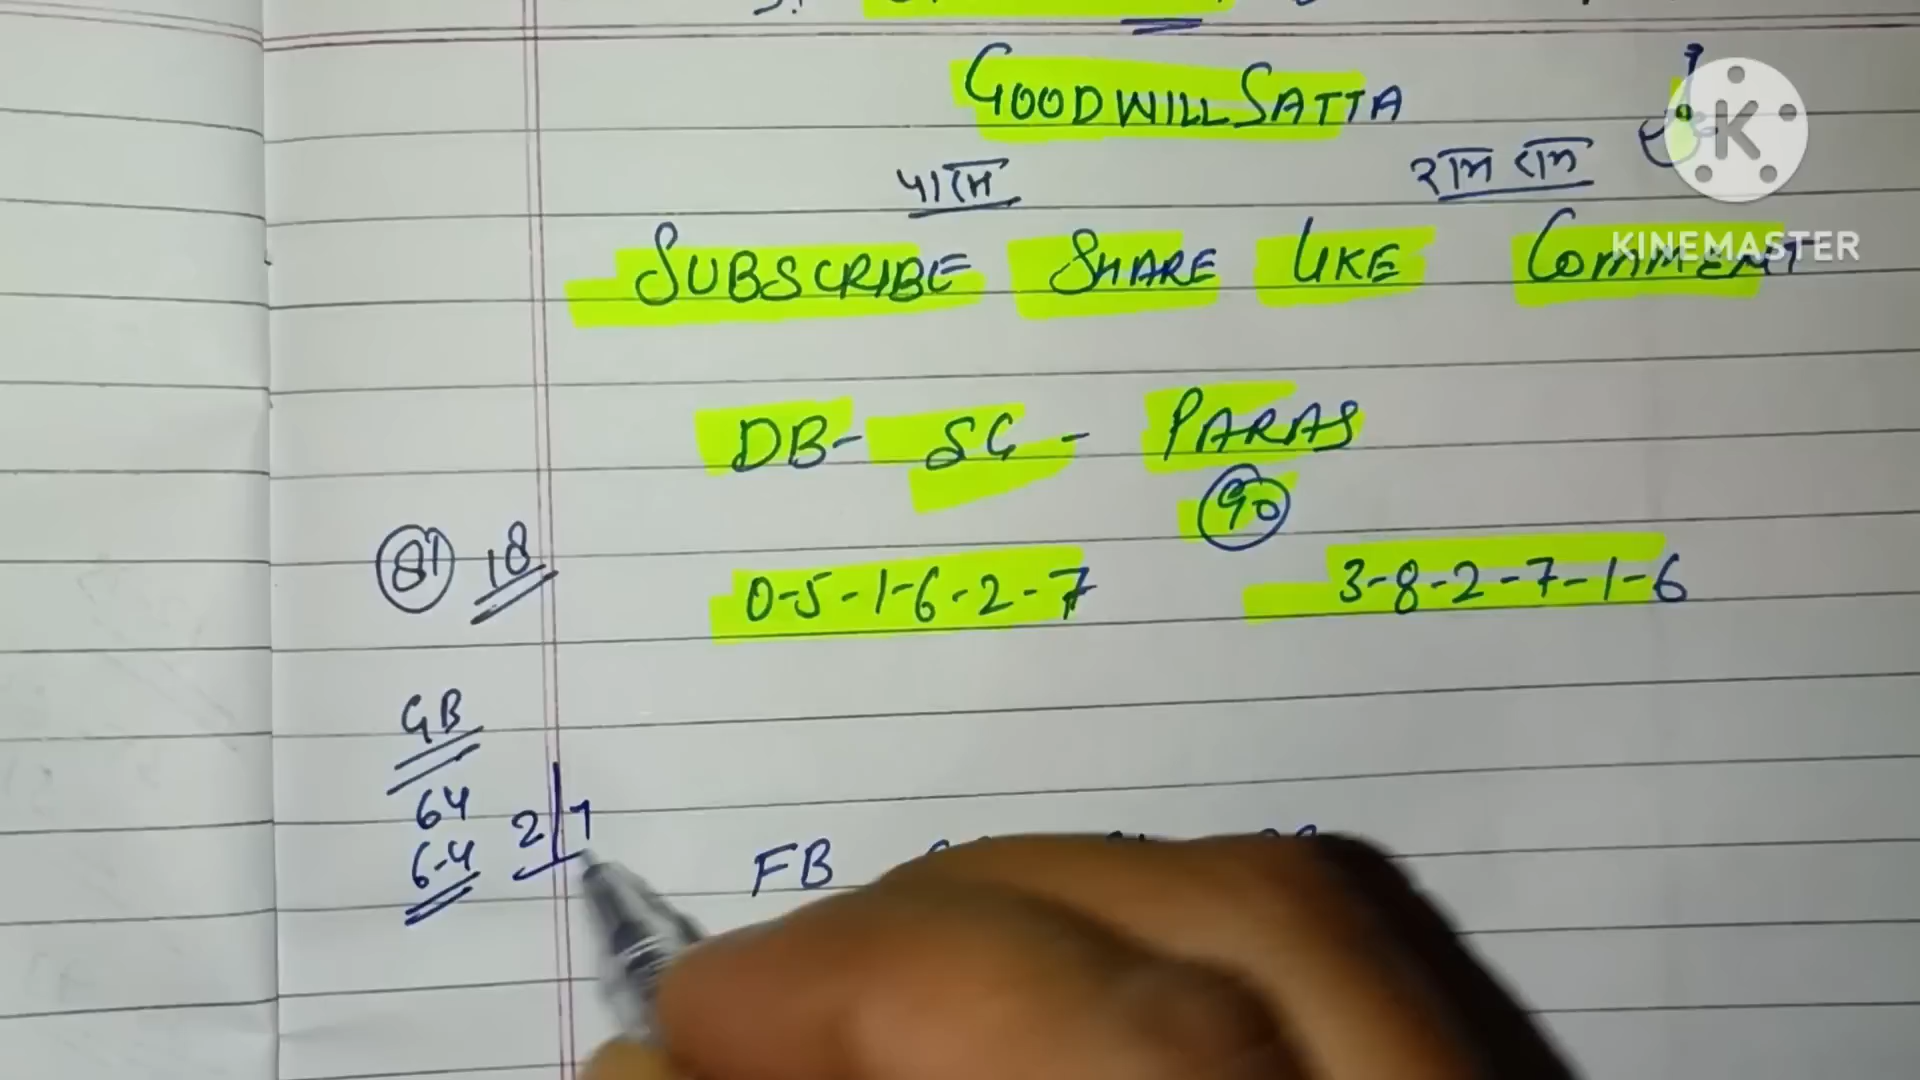 GOODWILL SATTA
राम राम
K
KINEMASTER
SUBSCRIBE SHARE LIKE COMMENT
DB- SG - PARAS
90
81 18
0-5-1-6-2-7 3-8-2-7-1-6
GB
64
6-4
2|7
FB